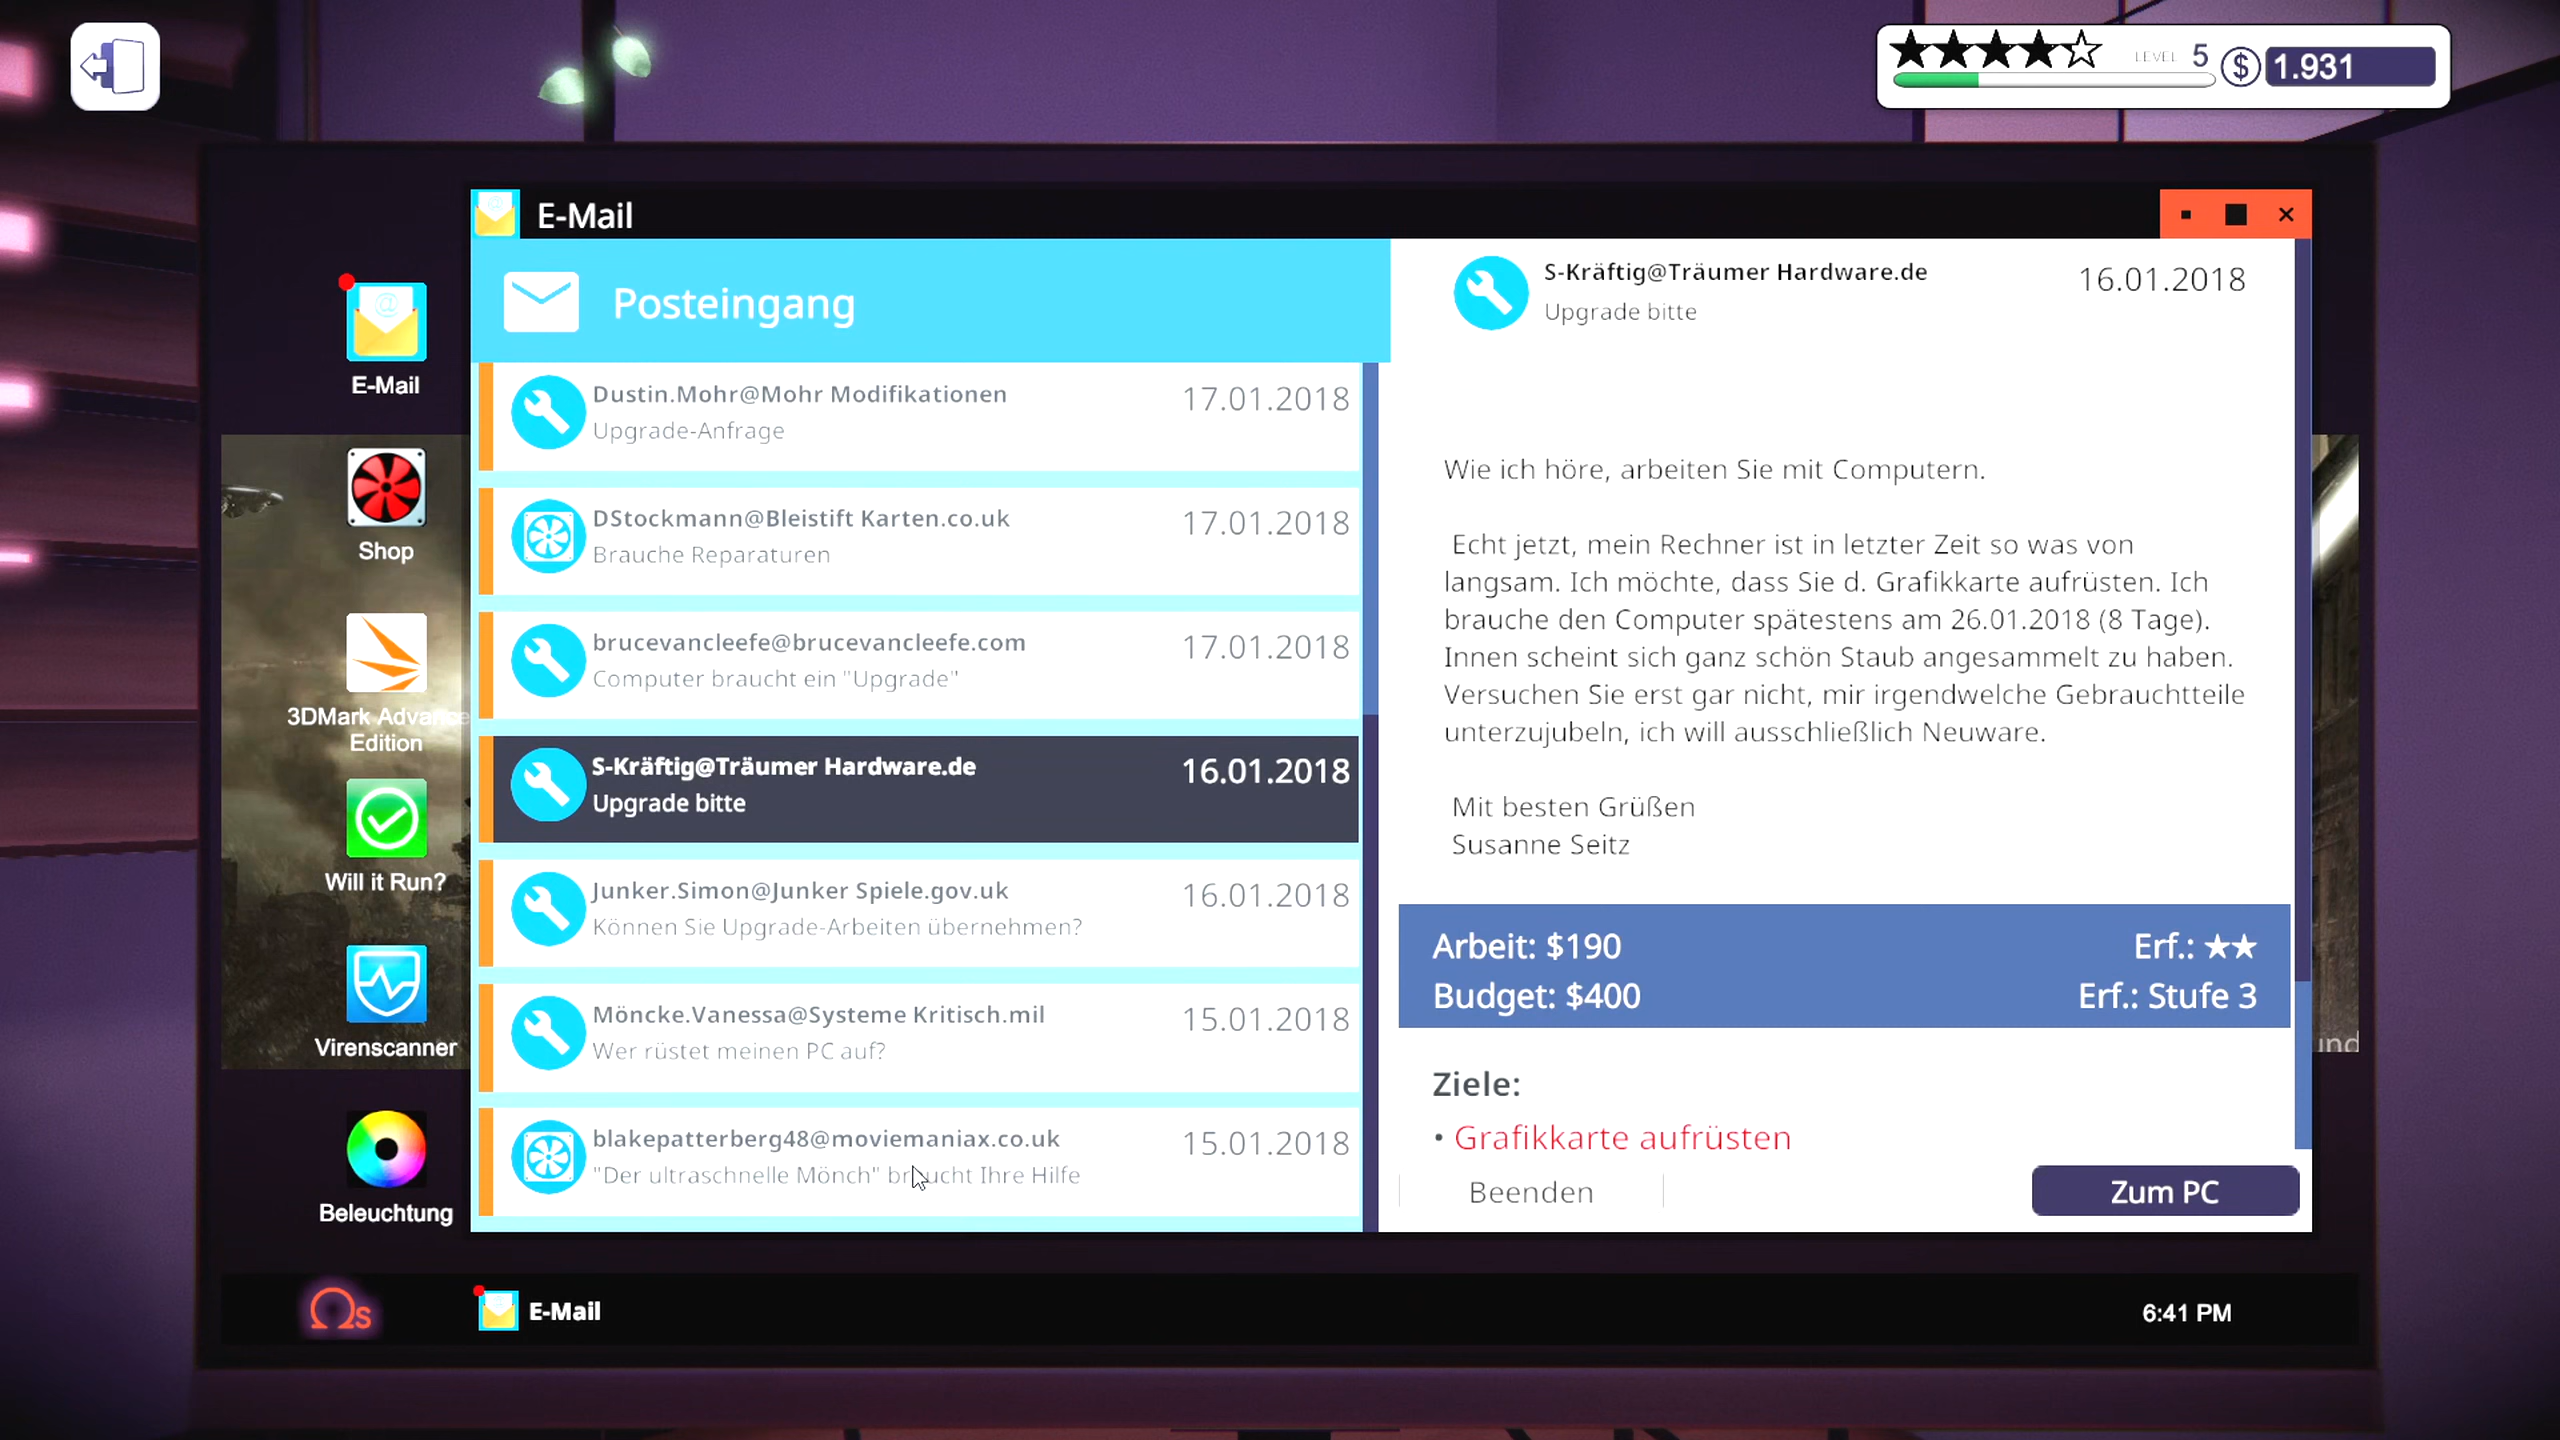 LEVEL 5
$ 1.931
E-Mail
E-Mail
Shop
3DMark Advance
Edition
Will it Run?
Virenscanner
Beleuchtung
Posteingang
Dustin.Mohr@Mohr Modifikationen 17.01.2018
Upgrade-Anfrage
DStockmann@Bleistift Karten.co.uk 17.01.2018
Brauche Reparaturen
brucevancleefe@brucevancleefe.com 17.01.2018
Computer braucht ein "Upgrade"
S-Kräftig@Träumer Hardware.de 16.01.2018
Upgrade bitte
Junker.Simon@Junker Spiele.gov.uk 16.01.2018
Können Sie Upgrade-Arbeiten übernehmen?
Möncke.Vanessa@Systeme Kritisch.mil 15.01.2018
Wer rüstet meinen PC auf?
blakepatterberg48@moviemaniax.co.uk 15.01.2018
"Der ultraschnelle Mönch" braucht Ihre Hilfe
S-Kräftig@Träumer Hardware.de 16.01.2018
Upgrade bitte
Wie ich höre, arbeiten Sie mit Computern.
Echt jetzt, mein Rechner ist in letzter Zeit so was von
langsam. Ich möchte, dass Sie d. Grafikkarte aufrüsten. Ich
brauche den Computer spätestens am 26.01.2018 (8 Tage).
Innen scheint sich ganz schön Staub angesammelt zu haben.
Versuchen Sie erst gar nicht, mir irgendwelche Gebrauchtteile
unterzujubeln, ich will ausschließlich Neuware.
Mit besten Grüßen
Susanne Seitz
Arbeit: $190 Erf.: ★★
Budget: $400 Erf.: Stufe 3
Ziele:
• Grafikkarte aufrüsten
Beenden Zum PC
Ωs E-Mail 6:41 PM